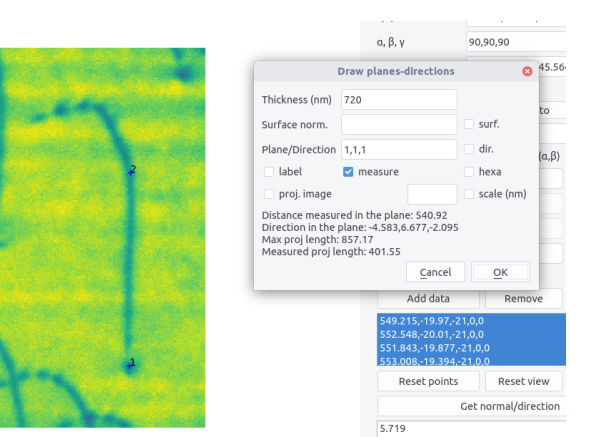 α, β, γ 90,90,90
Draw planes-directions
45.564
Thickness (nm) 720
to
Surface norm. surf.
Plane/Direction 1,1,1 dir.
(α,β)
label measure hexa
proj. image scale (nm)
Distance measured in the plane: 540.92
Direction in the plane: -4.583,6.677,-2.095
Max proj length: 857.17
Measured proj length: 401.55
Cancel OK
Add data Remove
549.215,-19.97,-21,0,0
552.548,-20.01,-21,0,0
551.843,-19.877,-21,0,0
553.008,-19.394,-21,0,0
Reset points Reset view
Get normal/direction
5.719
2
1